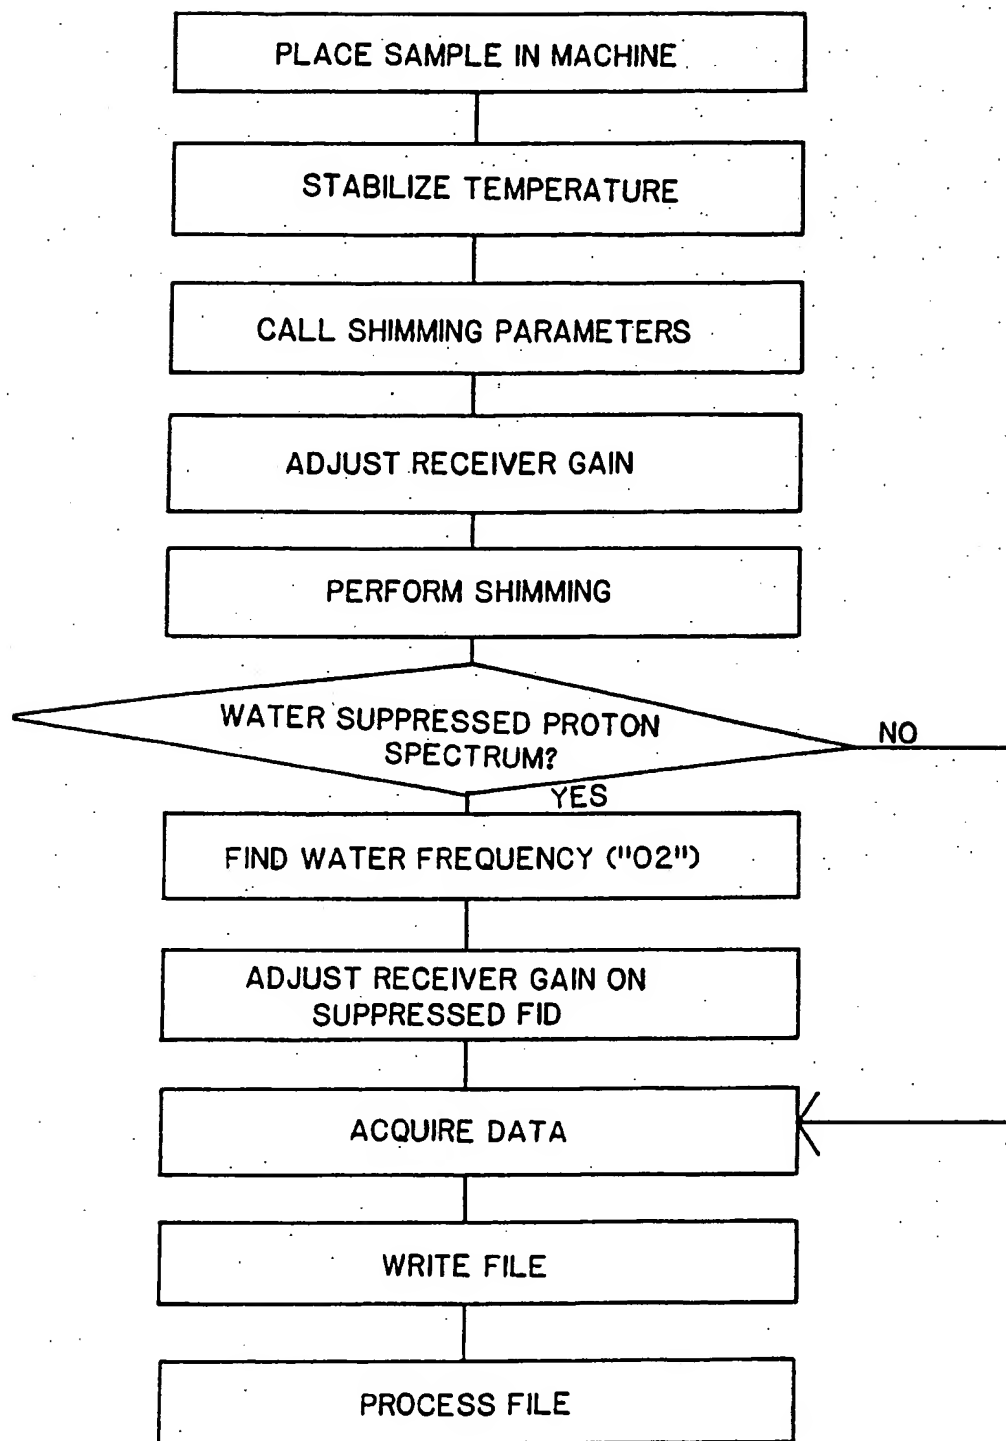 PLACE SAMPLE IN MACHINE
STABILIZE TEMPERATURE
CALL SHIMMING PARAMETERS
ADJUST RECEIVER GAIN
PERFORM SHIMMING
WATER SUPPRESSED PROTON
SPECTRUM?
NO
YES
FIND WATER FREQUENCY ("O2")
ADJUST RECEIVER GAIN ON
SUPPRESSED FID
ACQUIRE DATA
WRITE FILE
PROCESS FILE